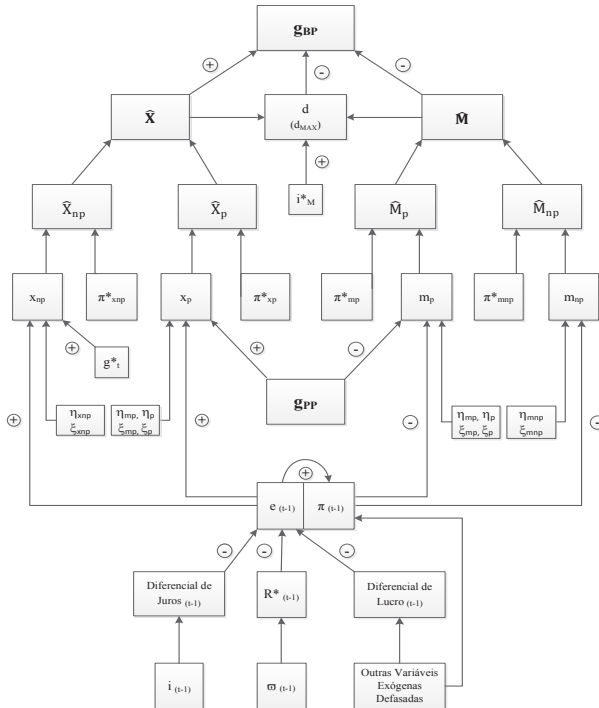 g_BP
+
-
-
X̂
d
(d_MAX)
M̂
+
X̂_np
X̂_p
i*_M
M̂_p
M̂_np
x_np
π*_xnp
x_p
π*_xp
π*_mp
m_p
π*_mnp
m_np
+
g*_t
+
-
g_PP
η_xnp
ξ_xnp
η_mp, η_p
ξ_mp, ξ_p
η_mp, η_p
ξ_mp, ξ_p
η_mnp
ξ_mnp
+
+
-
-
+
e (t-1)
π (t-1)
-
-
-
Diferencial de
Juros (t-1)
R* (t-1)
Diferencial de
Lucro (t-1)
i (t-1)
ϖ (t-1)
Outras Variáveis
Exógenas
Defasadas